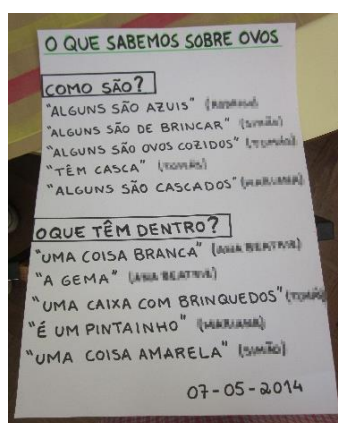 O QUE SABEMOS SOBRE OVOS
COMO SÃO?
"ALGUNS SÃO AZUIS"
"ALGUNS SÃO DE BRINCAR"
"ALGUNS SÃO OVOS COZIDOS"
"TÊM CASCA"
"ALGUNS SÃO CASCADOS"
O QUE TÊM DENTRO?
"UMA COISA BRANCA"
"A GEMA"
"UMA CAIXA COM BRINQUEDOS"
"É UM PINTAINHO"
"UMA COISA AMARELA"
07-05-2014